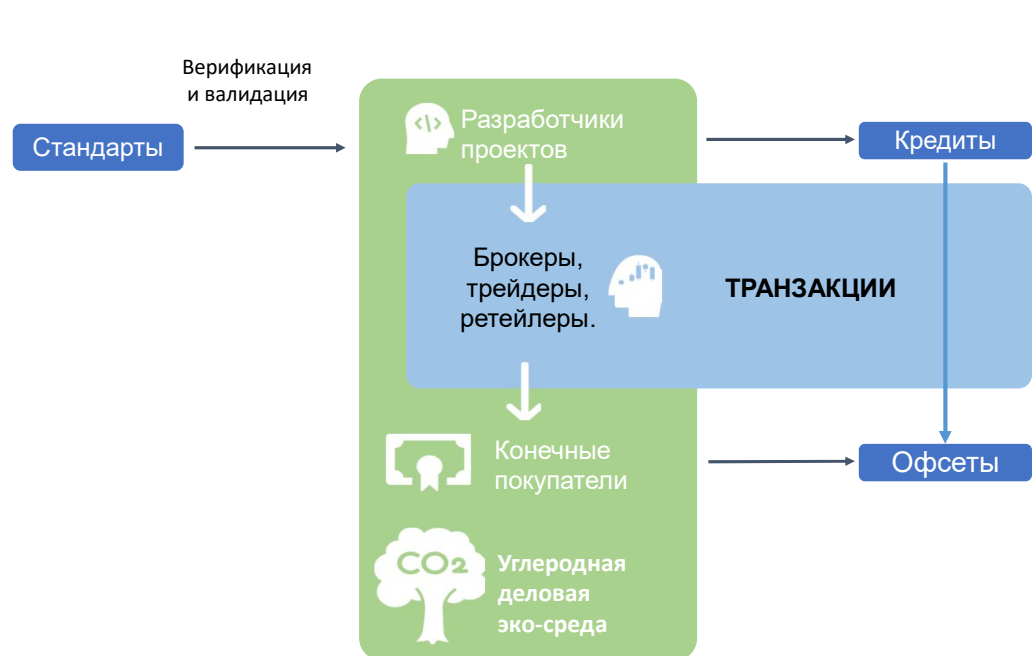 Верификация
и валидация
Стандарты
</>
Разработчики
проектов
Кредиты
Брокеры,
трейдеры,
ретейлеры.
ТРАНЗАКЦИИ
Конечные
покупатели
Офсеты
CO2
Углеродная
деловая
эко-среда